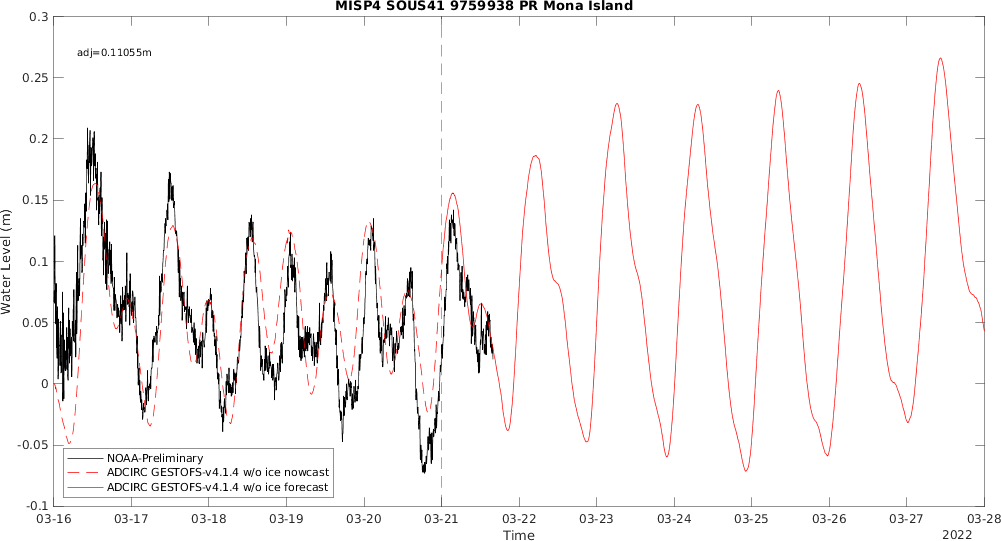 MISP4 SOUS41 9759938 PR Mona Island
adj=0.11055m
0.3
0.25
0.2
0.15
0.1
0.05
0
-0.05
-0.1
Water Level (m)
NOAA-Preliminary
ADCIRC GESTOFS-v4.1.4 w/o ice nowcast
ADCIRC GESTOFS-v4.1.4 w/o ice forecast
03-16 03-17 03-18 03-19 03-20 03-21 03-22 03-23 03-24 03-25 03-26 03-27 03-28
Time
2022